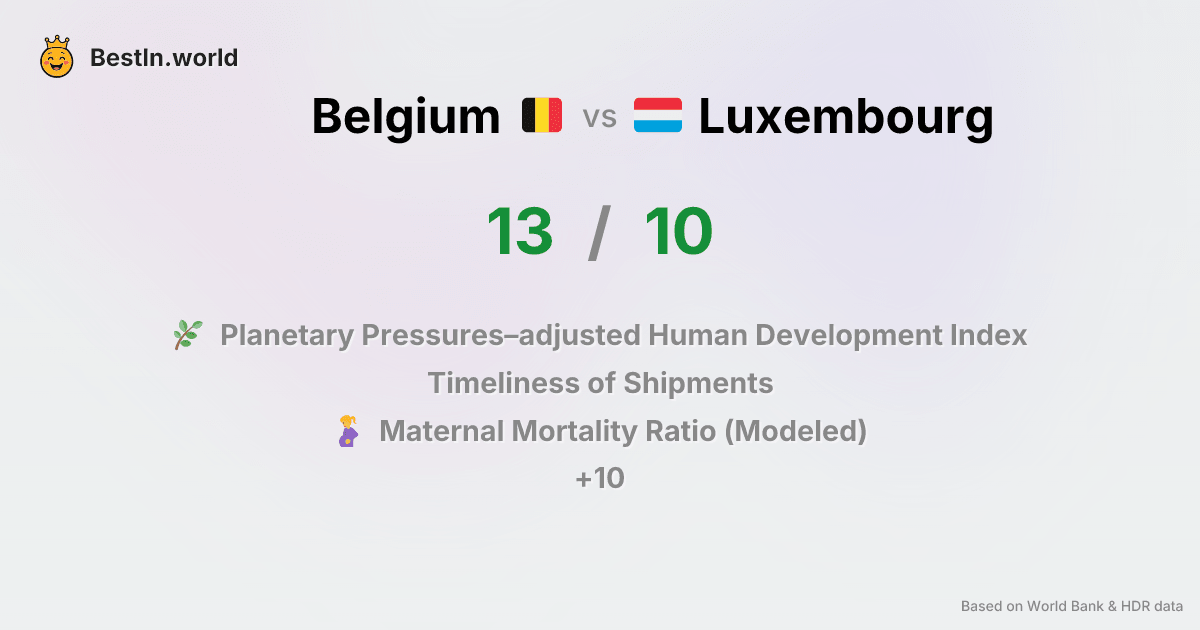 BestIn.world
Belgium vs Luxembourg
13 / 10
Planetary Pressures–adjusted Human Development Index
Timeliness of Shipments
Maternal Mortality Ratio (Modeled)
+10
Based on World Bank & HDR data